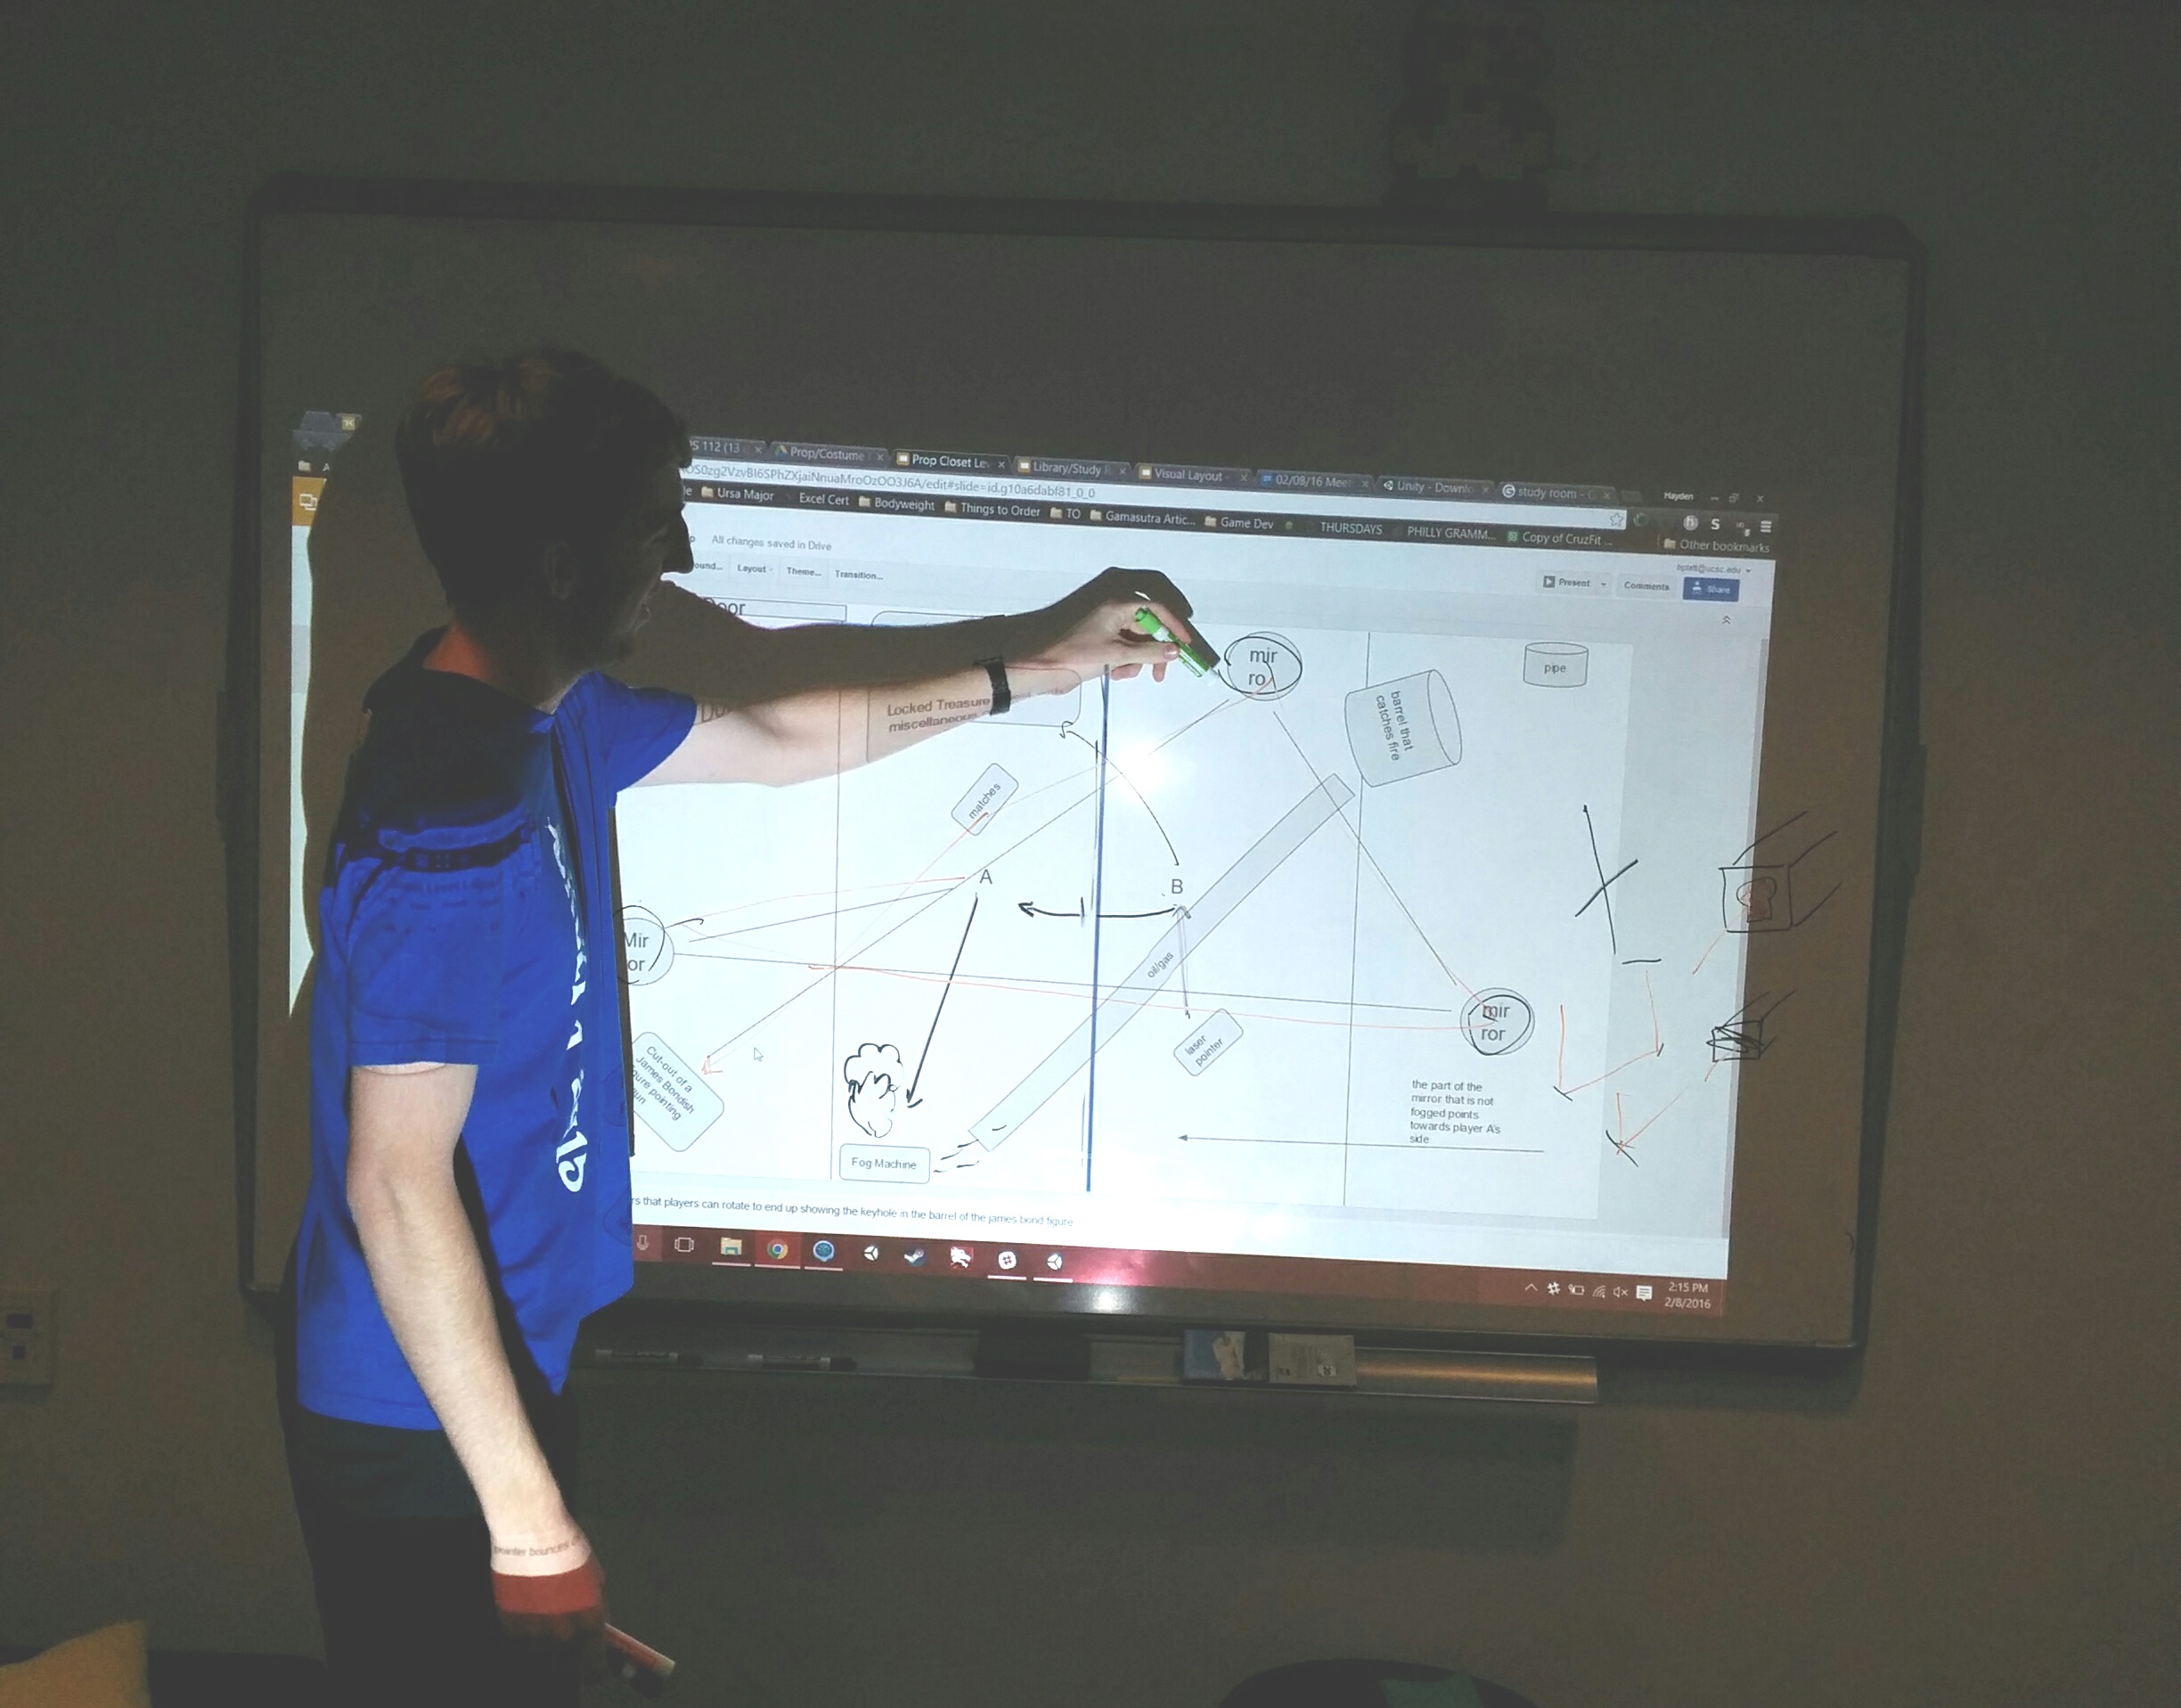 PS 112 (13
Prop/Costume
Prop Closet Le
Library/Study
Visual Layout -
02/08/16 Mee
Unity - Downlo
study room - G
Hayden
edit#slide=id.g10a6dabf81_0_0
Ursa Major
Excel Cert
Bodyweight
Things to Order
TO
Gamasutra Artic...
Game Dev
THURSDAYS
PHILLY GRAMM...
Copy of CruzFit ...
Other bookmarks
All changes saved in Drive
Layout
Theme...
Transition...
Present
Comments
Share
Door
mir
ro
pipe
barrel that
catches fire
Locked Treasure
miscellaneous
matches
A
B
Mir
or
oil/gas
mir
ror
laser
pointer
Cut-out of a
James Bondish
figure pointing
gun
the part of the
mirror that is not
fogged points
towards player A's
side
Fog Machine
rs that players can rotate to end up showing the keyhole in the barrel of the james bond figure
pointer bounces
2:15 PM
2/8/2016